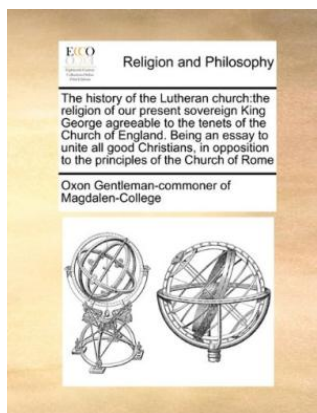 ECCO
Religion and Philosophy
The history of the Lutheran church:the
religion of our present sovereign King
George agreeable to the tenets of the
Church of England. Being an essay to
unite all good Christians, in opposition
to the principles of the Church of Rome
Oxon Gentleman-commoner of
Magdalen-College